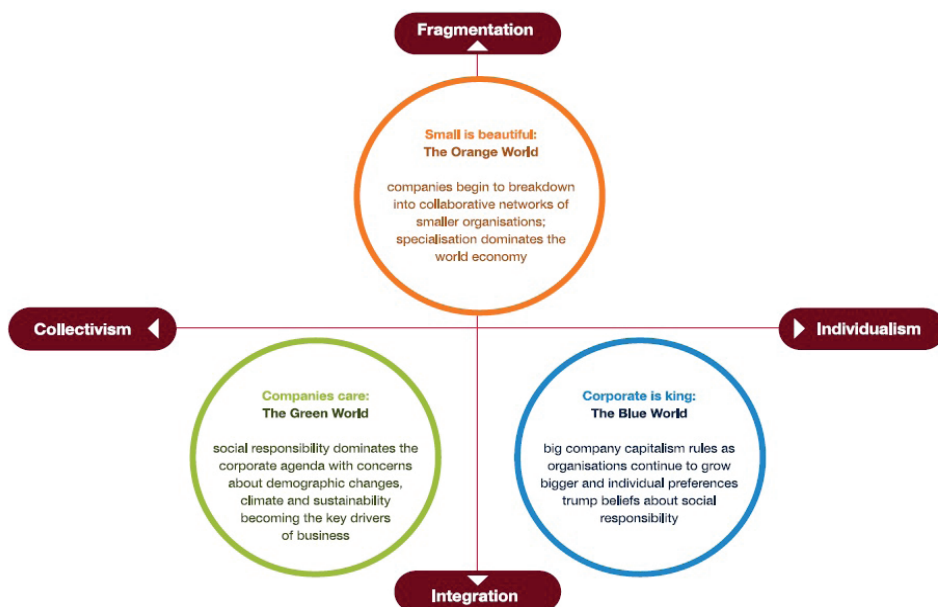 Fragmentation
Small is beautiful:
The Orange World
companies begin to breakdown
into collaborative networks of
smaller organisations;
specialisation dominates the
world economy
Collectivism
Individualism
Companies care:
The Green World
social responsibility dominates the
corporate agenda with concerns
about demographic changes,
climate and sustainability
becoming the key drivers
of business
Corporate is king:
The Blue World
big company capitalism rules as
organisations continue to grow
bigger and individual preferences
trump beliefs about social
responsibility
Integration